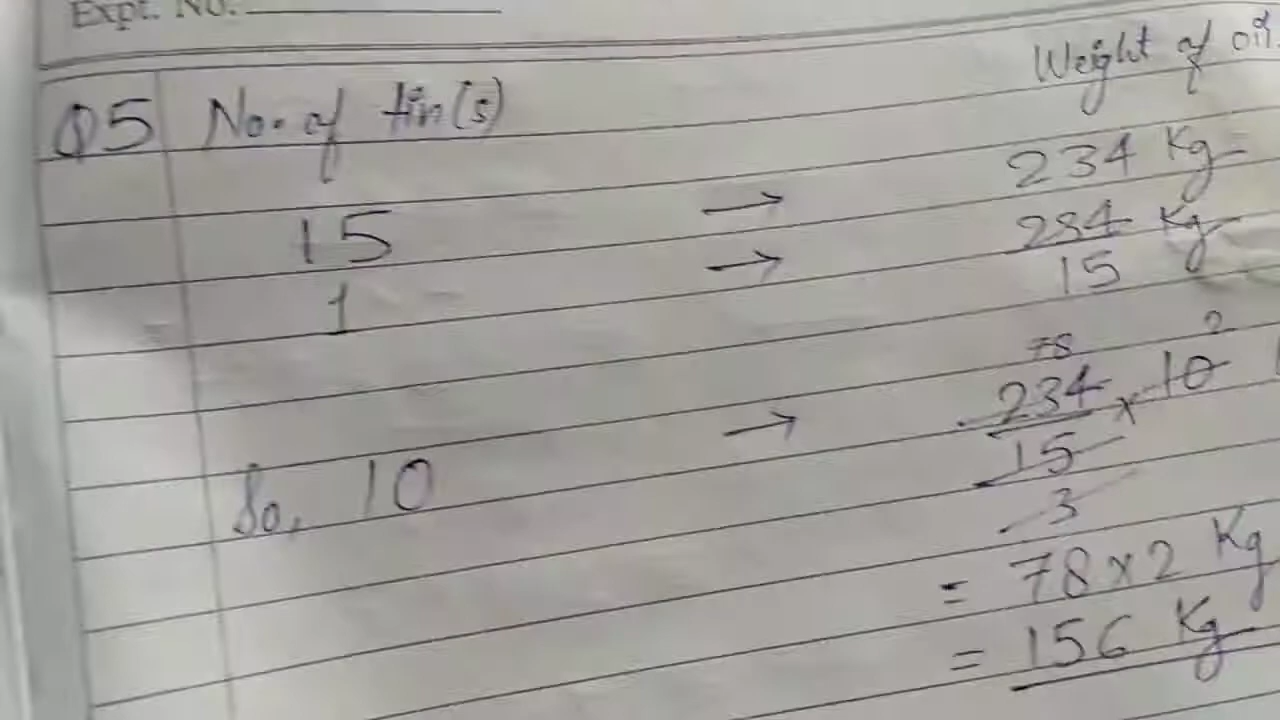 Expt. No.
Q5 No. of tin(s) Weight of oil
15 → 234 Kg
1 → 234 Kg
15
78 2
So, 10 → 234 × 10
15
3
= 78 × 2 Kg
= 156 Kg